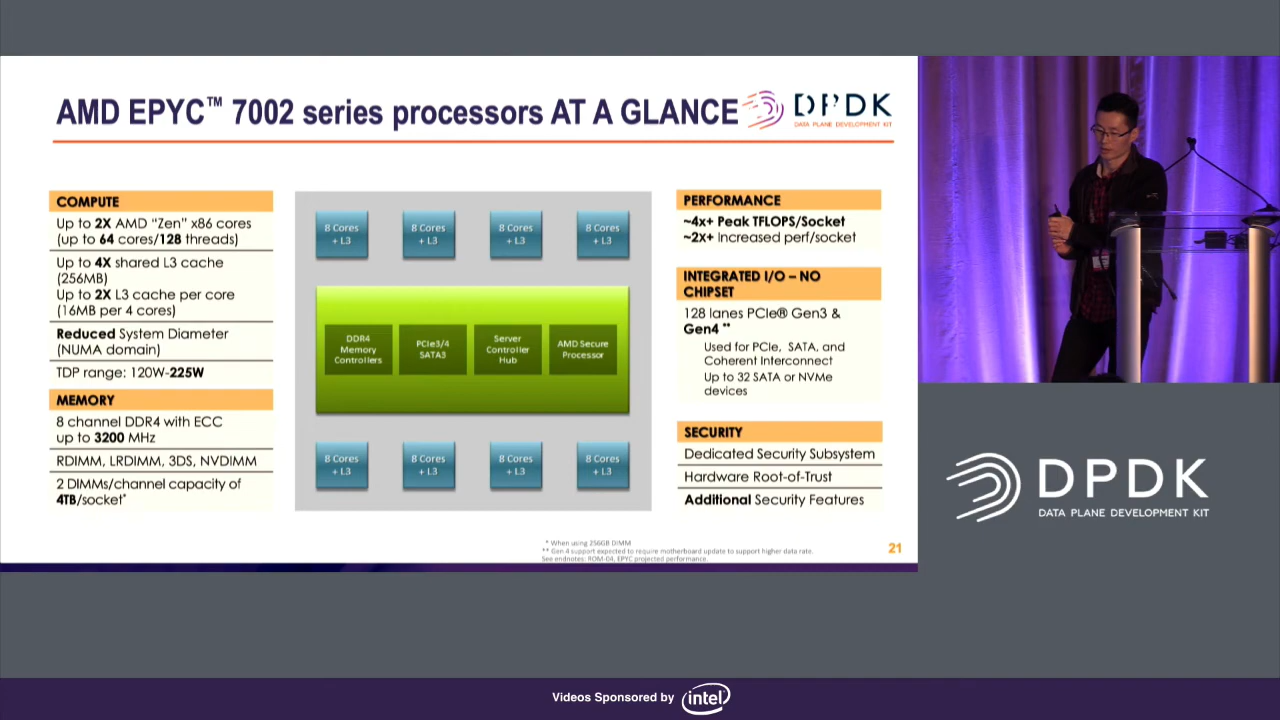 AMD EPYC™ 7002 series processors AT A GLANCE
DPDK
DATA PLANE DEVELOPMENT KIT
COMPUTE
Up to 2X AMD “Zen” x86 cores
(up to 64 cores/128 threads)
Up to 4X shared L3 cache
(256MB)
Up to 2X L3 cache per core
(16MB per 4 cores)
Reduced System Diameter
(NUMA domain)
TDP range: 120W-225W
MEMORY
8 channel DDR4 with ECC
up to 3200 MHz
RDIMM, LRDIMM, 3DS, NVDIMM
2 DIMMs/channel capacity of
4TB/socket*
8 Cores
+ L3
8 Cores
+ L3
8 Cores
+ L3
8 Cores
+ L3
DDR4
Memory
Controllers
PCIe3/4
SATA3
Server
Controller
Hub
AMD Secure
Processor
8 Cores
+ L3
8 Cores
+ L3
8 Cores
+ L3
8 Cores
+ L3
PERFORMANCE
~4x+ Peak TFLOPS/Socket
~2x+ Increased perf/socket
INTEGRATED I/O – NO
CHIPSET
128 lanes PCIe® Gen3 &
Gen4 **
Used for PCIe, SATA, and
Coherent Interconnect
Up to 32 SATA or NVMe
devices
SECURITY
Dedicated Security Subsystem
Hardware Root-of-Trust
Additional Security Features
* When using 256GB DIMM
** Gen 4 support expected to require motherboard update to support higher data rate.
See endnotes: ROM-04, EPYC projected performance.
21
DPDK
DATA PLANE DEVELOPMENT KIT
Videos Sponsored by intel